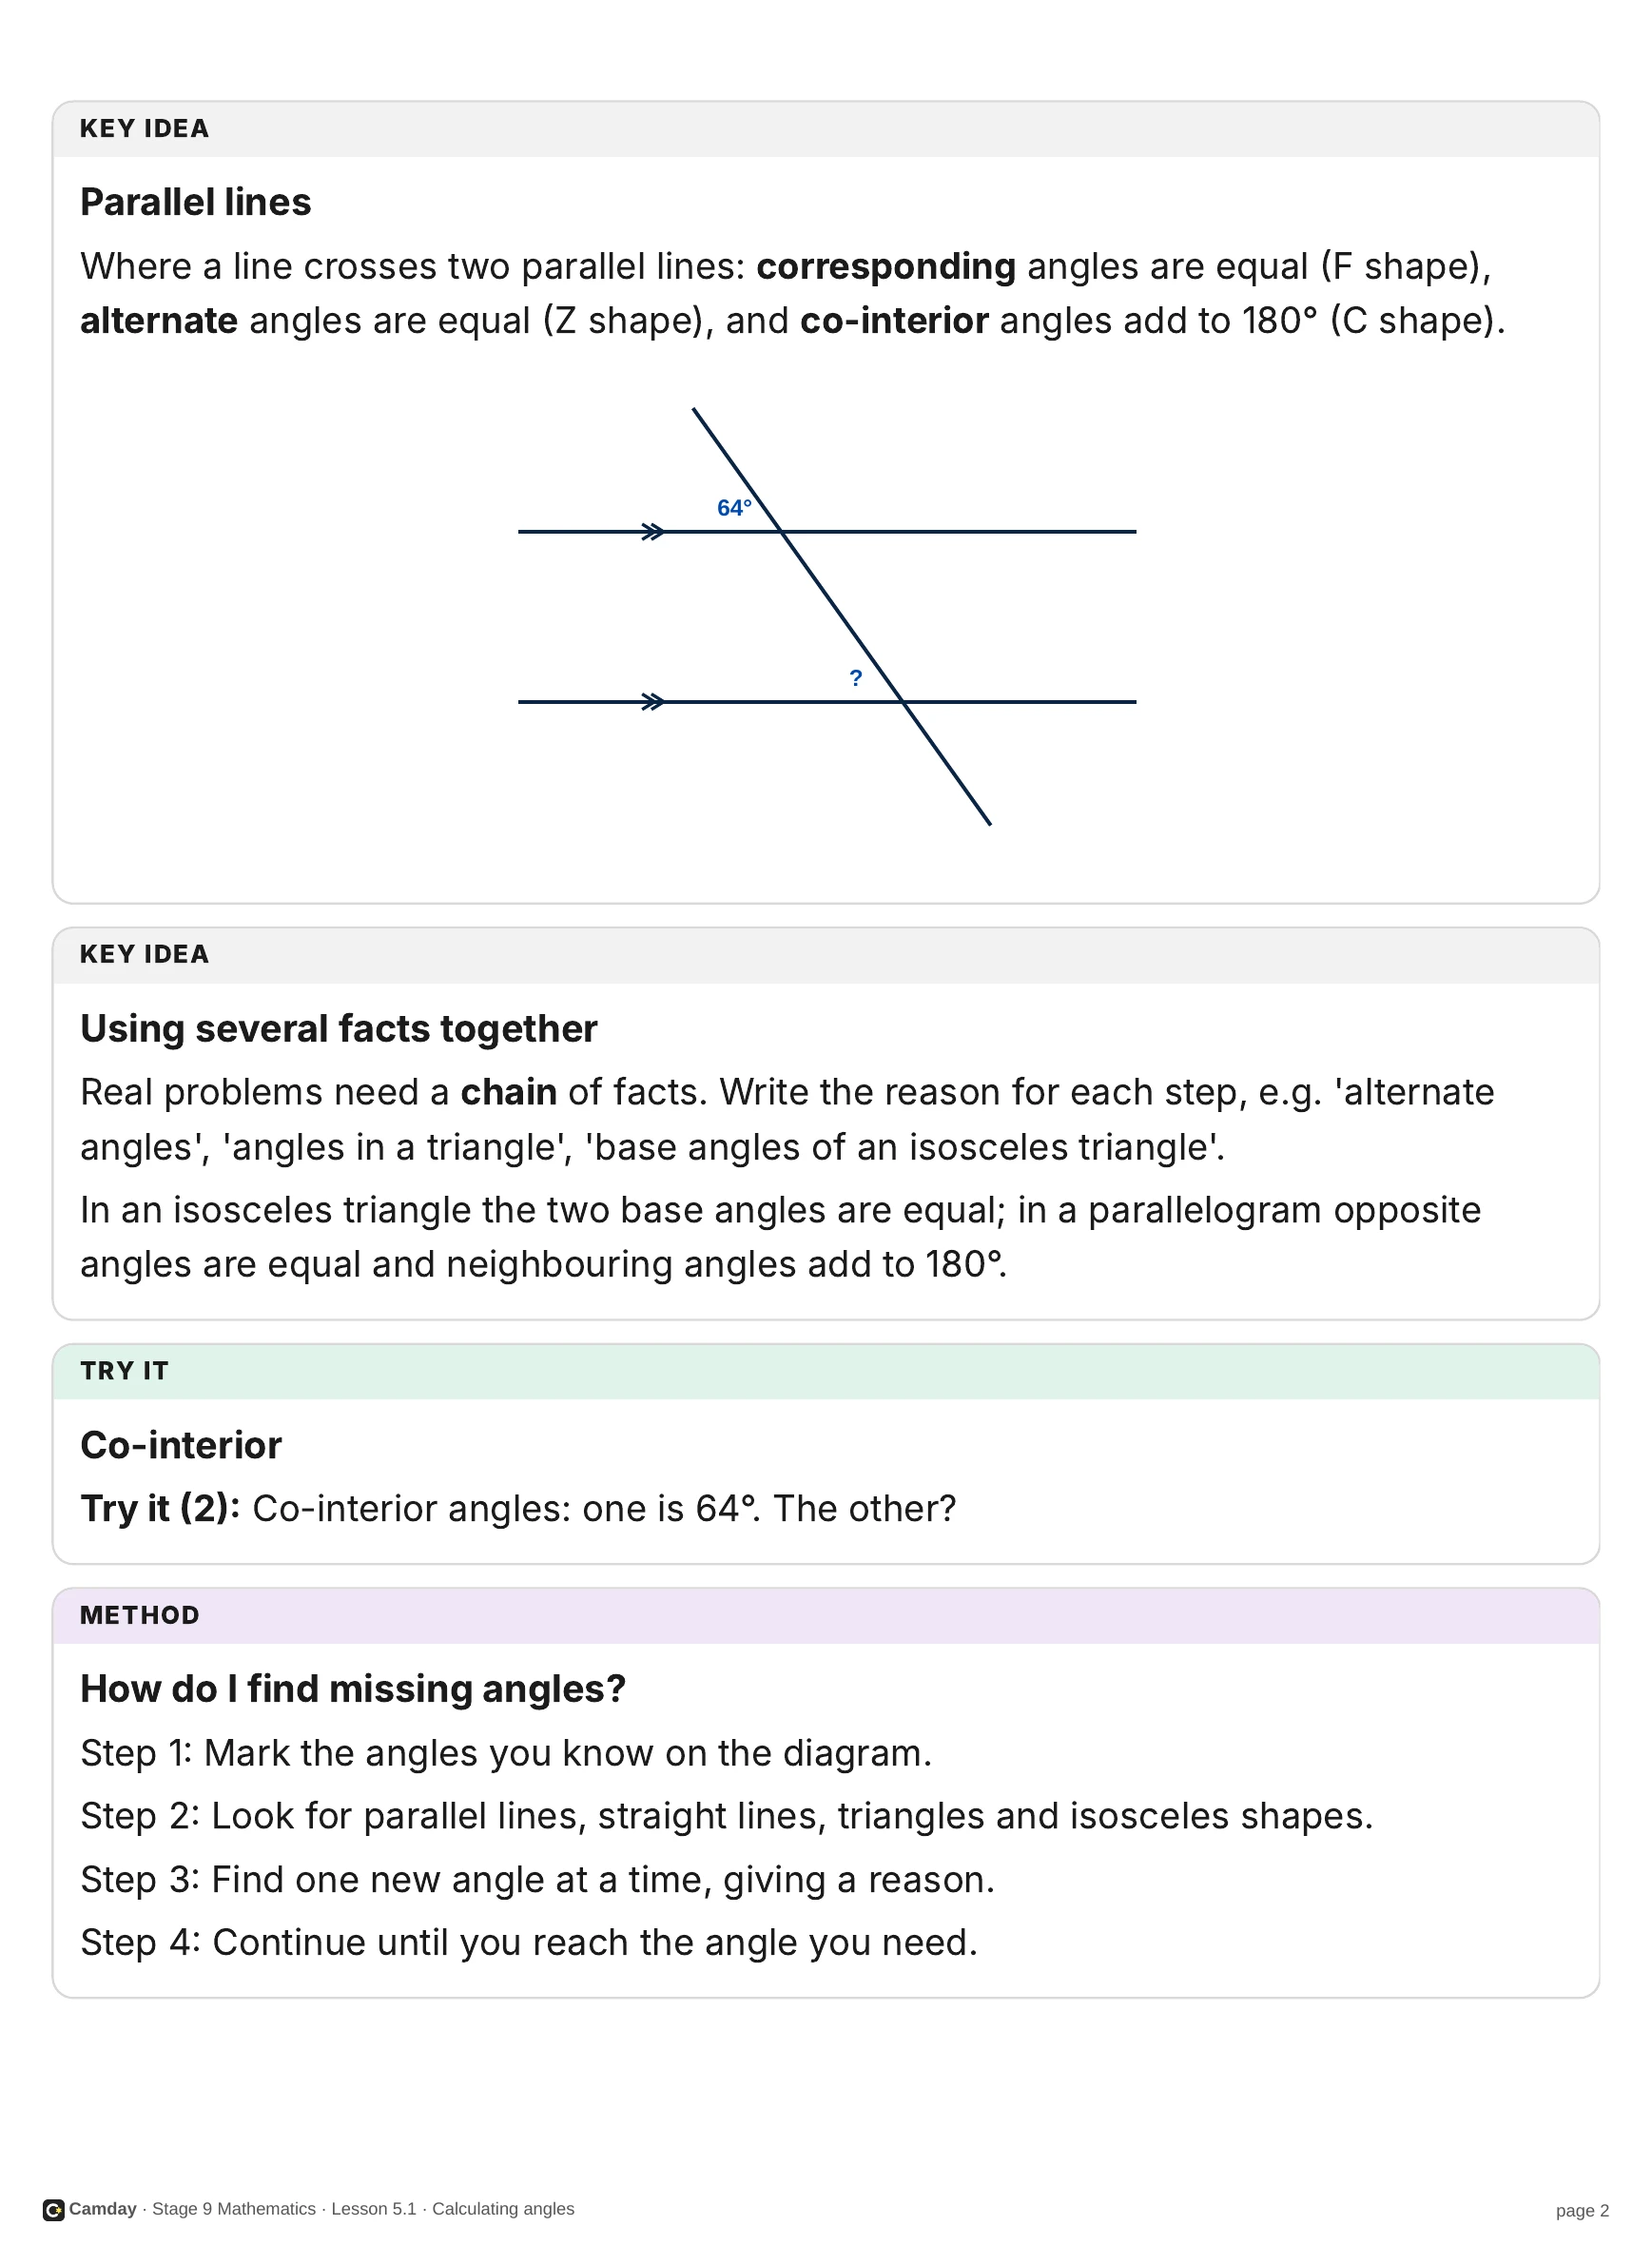 KEY IDEA
Parallel lines
Where a line crosses two parallel lines: corresponding angles are equal (F shape),
alternate angles are equal (Z shape), and co-interior angles add to 180° (C shape).
64°
?
KEY IDEA
Using several facts together
Real problems need a chain of facts. Write the reason for each step, e.g. 'alternate
angles', 'angles in a triangle', 'base angles of an isosceles triangle'.
In an isosceles triangle the two base angles are equal; in a parallelogram opposite
angles are equal and neighbouring angles add to 180°.
TRY IT
Co-interior
Try it (2): Co-interior angles: one is 64°. The other?
METHOD
How do I find missing angles?
Step 1: Mark the angles you know on the diagram.
Step 2: Look for parallel lines, straight lines, triangles and isosceles shapes.
Step 3: Find one new angle at a time, giving a reason.
Step 4: Continue until you reach the angle you need.
Camday · Stage 9 Mathematics · Lesson 5.1 · Calculating angles
page 2